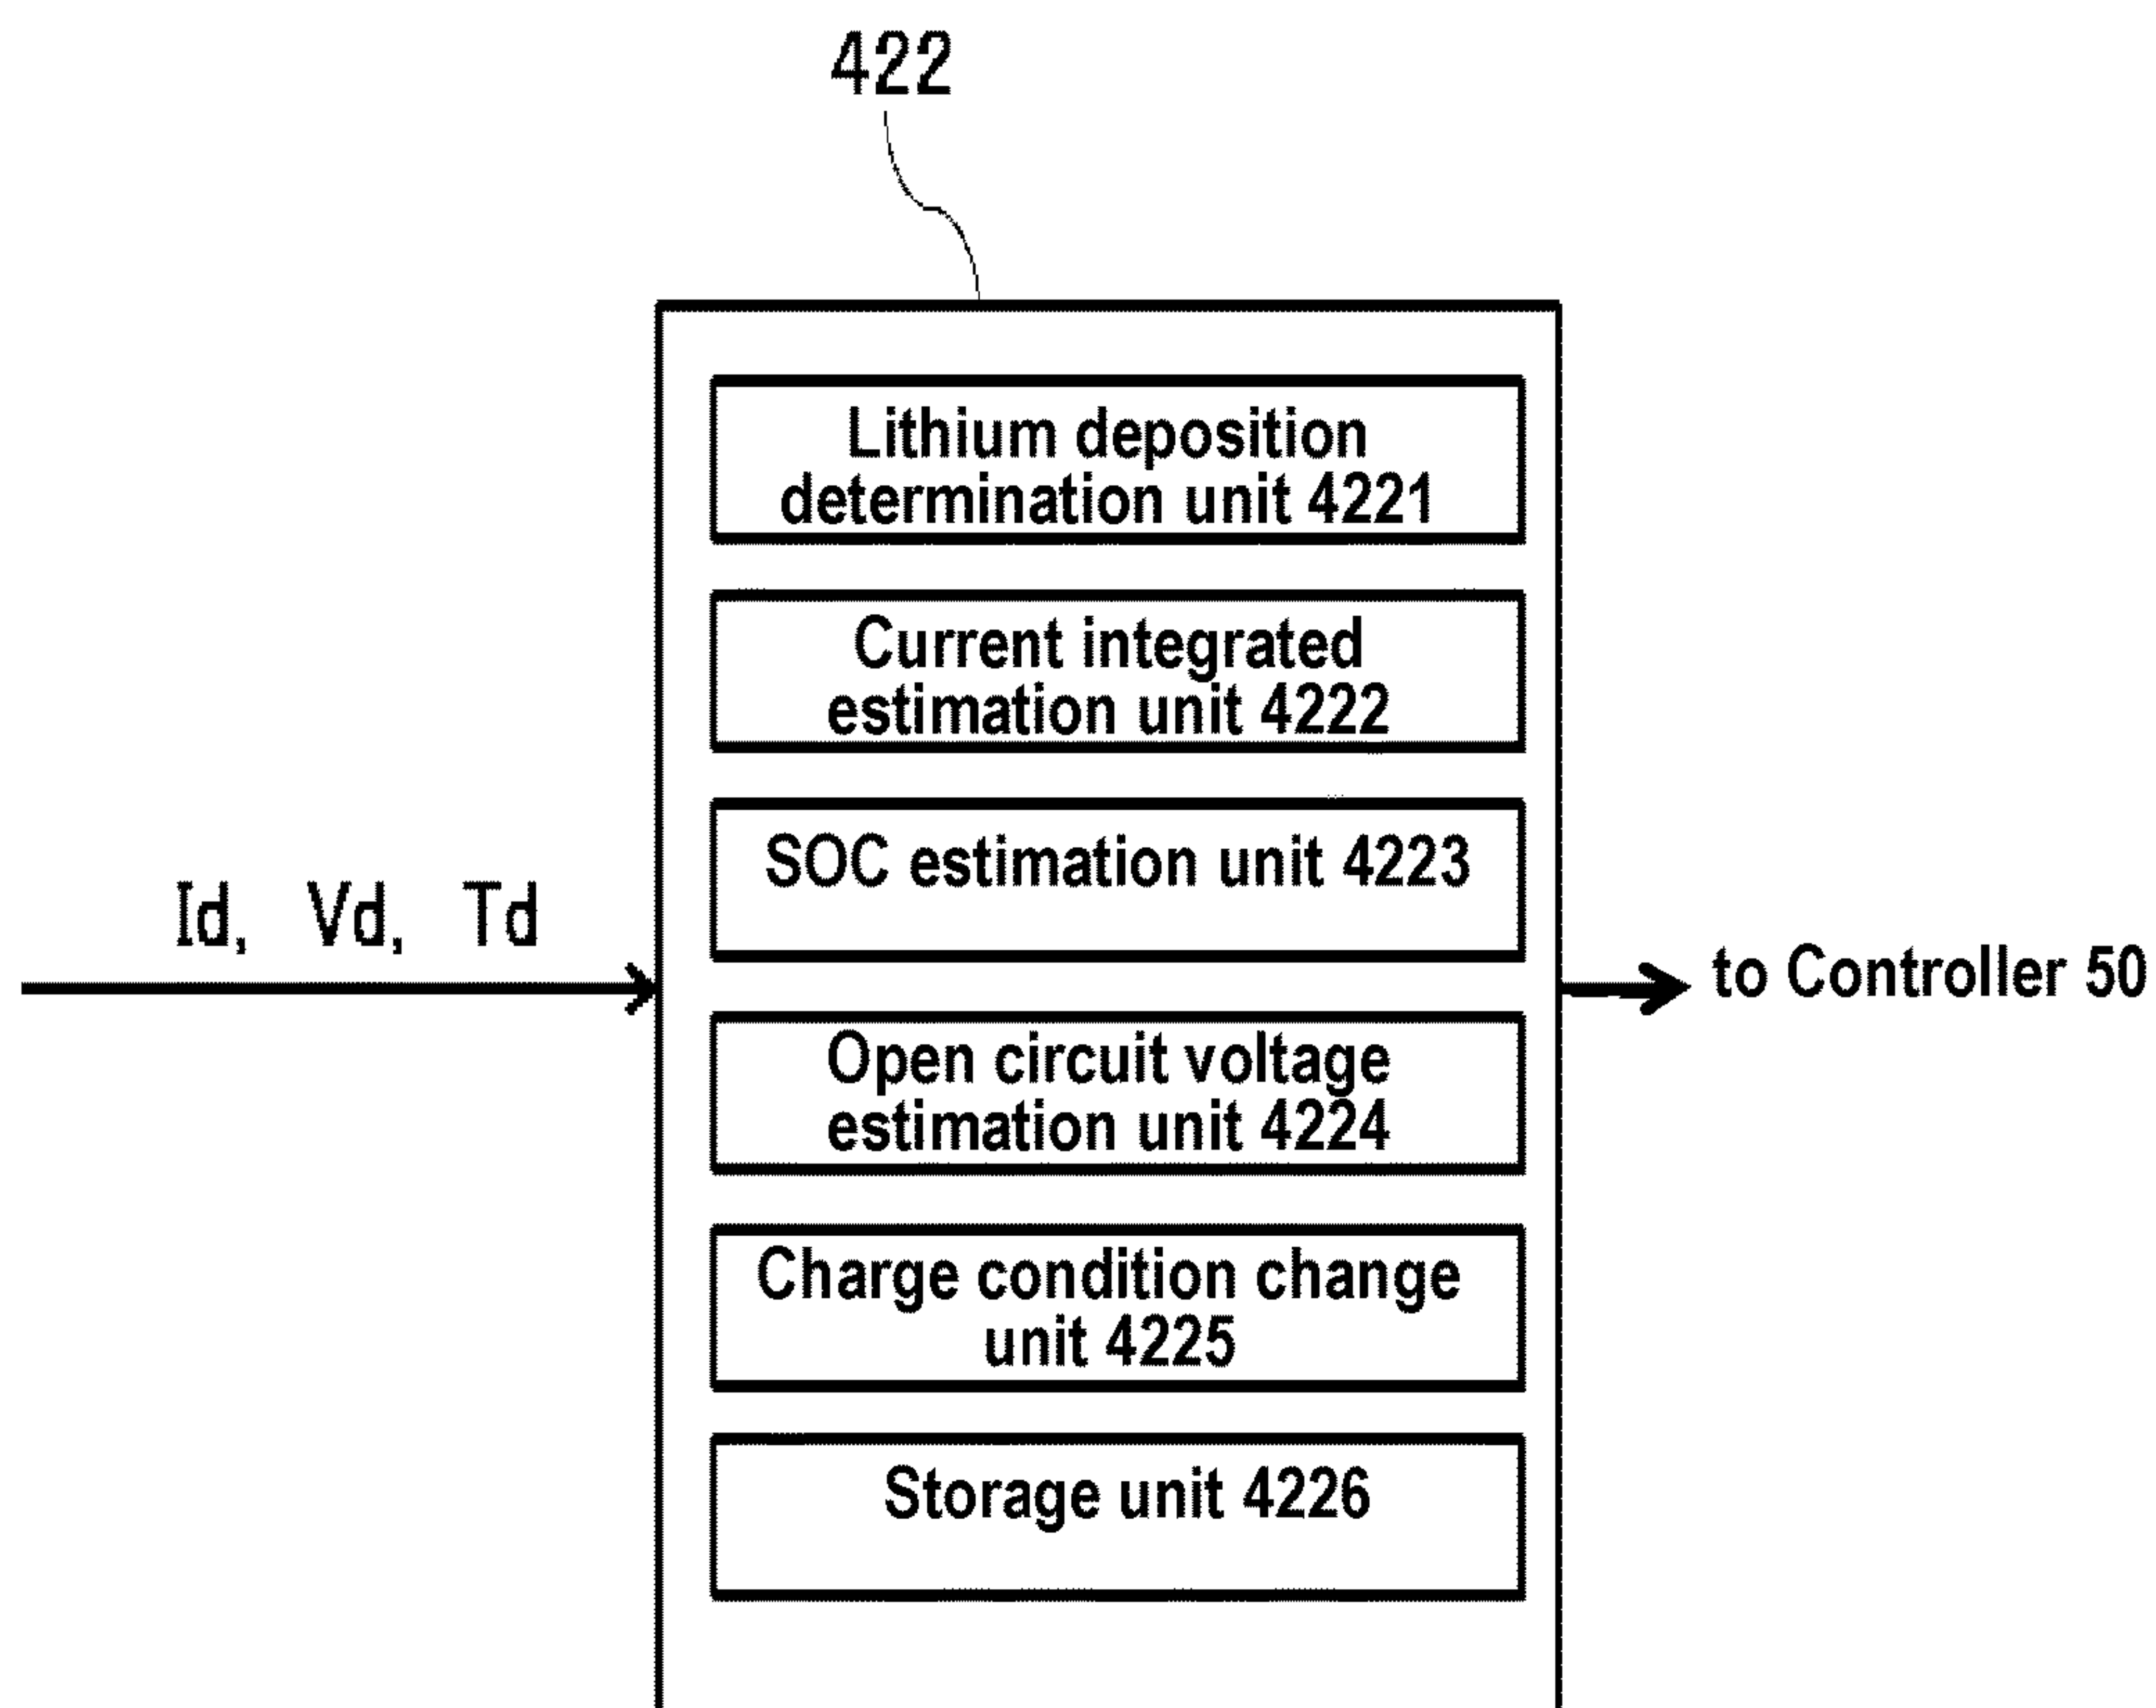 422
Lithium deposition
determination unit 4221
Current integrated
estimation unit 4222
SOC estimation unit 4223
Id, Vd, Td
to Controller 50
Open circuit voltage
estimation unit 4224
Charge condition change
unit 4225
Storage unit 4226